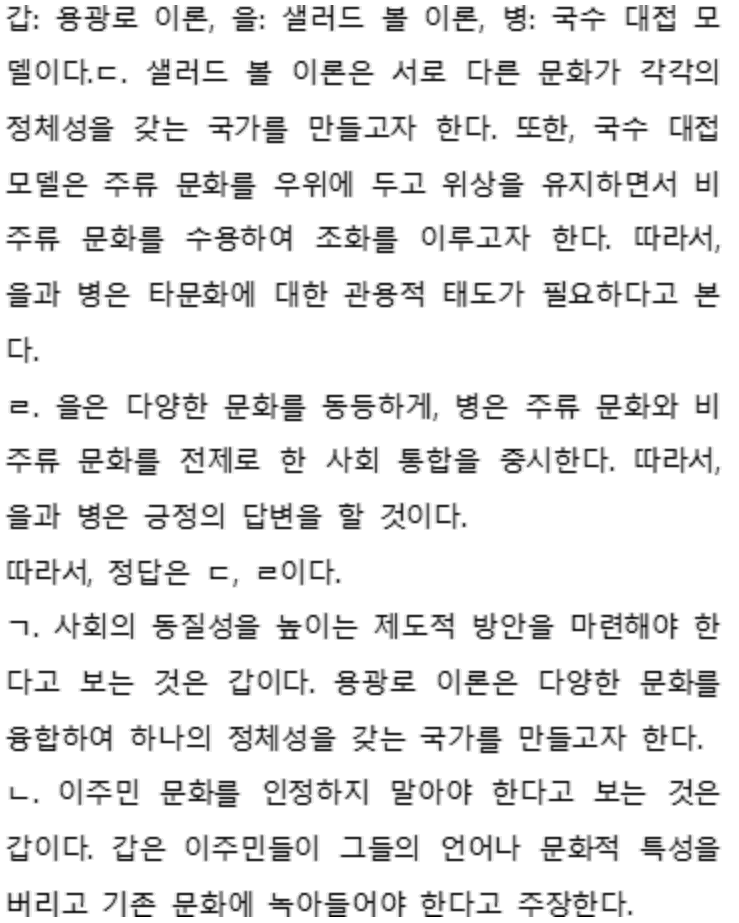 갑: 용광로 이론, 을: 샐러드 볼 이론, 병: 국수 대접 모
델이다.ㄷ. 샐러드 볼 이론은 서로 다른 문화가 각각의
정체성을 갖는 국가를 만들고자 한다. 또한, 국수 대접
모델은 주류 문화를 우위에 두고 위상을 유지하면서 비
주류 문화를 수용하여 조화를 이루고자 한다. 따라서,
을과 병은 타문화에 대한 관용적 태도가 필요하다고 본
다.
ㄹ. 을은 다양한 문화를 동등하게, 병은 주류 문화와 비
주류 문화를 전제로 한 사회 통합을 중시한다. 따라서,
을과 병은 긍정의 답변을 할 것이다.
따라서, 정답은 ㄷ, ㄹ이다.
ㄱ. 사회의 동질성을 높이는 제도적 방안을 마련해야 한
다고 보는 것은 갑이다. 용광로 이론은 다양한 문화를
융합하여 하나의 정체성을 갖는 국가를 만들고자 한다.
ㄴ. 이주민 문화를 인정하지 말아야 한다고 보는 것은
갑이다. 갑은 이주민들이 그들의 언어나 문화적 특성을
버리고 기존 문화에 녹아들어야 한다고 주장한다.